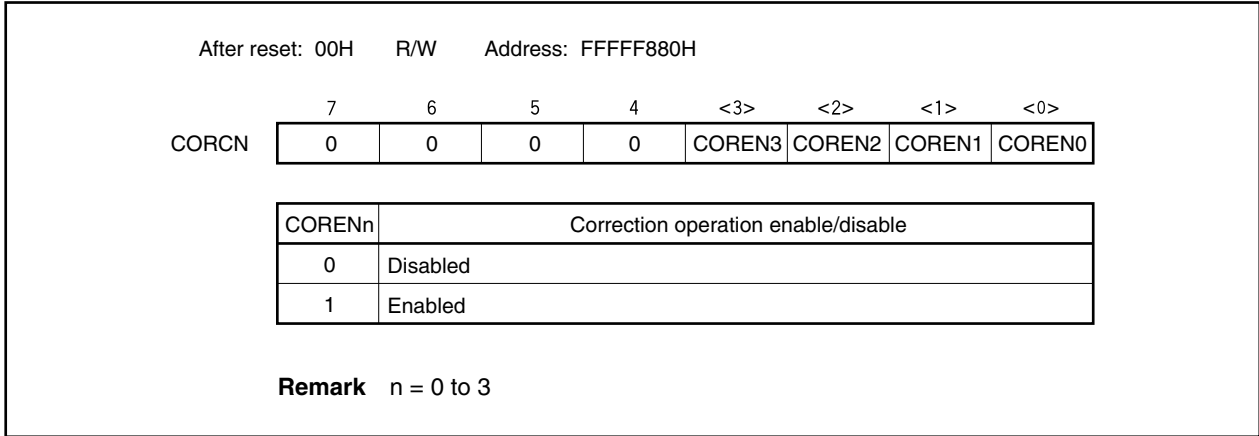 After reset: 00H R/W Address: FFFFF880H
7 6 5 4 <3> <2> <1> <0>
CORCN 0 0 0 0 COREN3 COREN2 COREN1 COREN0
CORENn Correction operation enable/disable
0 Disabled
1 Enabled
Remark n = 0 to 3